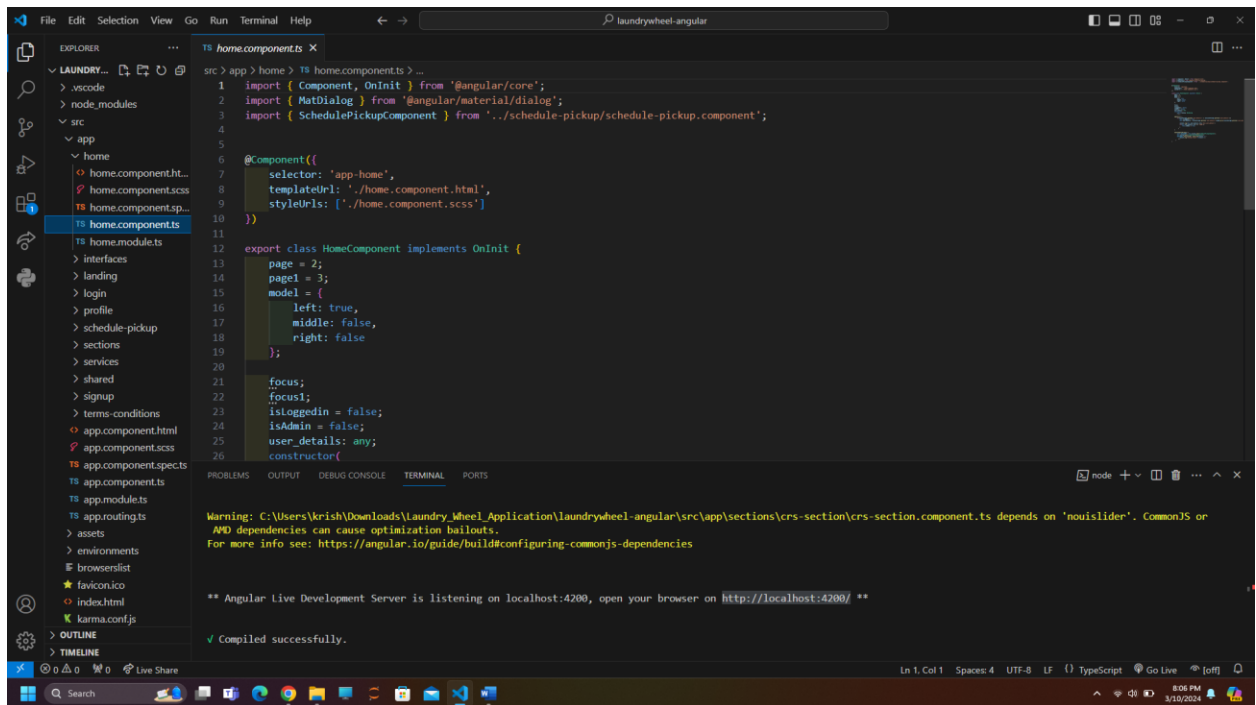 File Edit Selection View Go Run Terminal Help
laundrywheel-angular
EXPLORER
LAUNDRY...
> .vscode
> node_modules
src
app
home
<> home.component.ht...
home.component.scss
TS home.component.sp...
TS home.component.ts
TS home.module.ts
> interfaces
> landing
> login
> profile
> schedule-pickup
> sections
> services
> shared
> signup
> terms-conditions
<> app.component.html
app.component.scss
TS app.component.spec.ts
TS app.component.ts
TS app.module.ts
TS app.routing.ts
> assets
> environments
browserslist
favicon.ico
<> index.html
karma.conf.js
> OUTLINE
> TIMELINE
1
TS home.component.ts ×
src > app > home > TS home.component.ts > ...
1 import { Component, OnInit } from '@angular/core';
2 import { MatDialog } from '@angular/material/dialog';
3 import { SchedulePickupComponent } from '../schedule-pickup/schedule-pickup.component';
4
5
6 @Component({
7 selector: 'app-home',
8 templateUrl: './home.component.html',
9 styleUrls: ['./home.component.scss']
10 })
11
12 export class HomeComponent implements OnInit {
13 page = 2;
14 page1 = 3;
15 model = {
16 left: true,
17 middle: false,
18 right: false
19 };
20
21 focus;
22 focus1;
23 isLoggedin = false;
24 isAdmin = false;
25 user_details: any;
26 constructor(
PROBLEMS OUTPUT DEBUG CONSOLE TERMINAL PORTS
node
Warning: C:\Users\krish\Downloads\Laundry_Wheel_Application\laundrywheel-angular\src\app\sections\crs-section\crs-section.component.ts depends on 'nouislider'. CommonJS or
AMD dependencies can cause optimization bailouts.
For more info see: https://angular.io/guide/build#configuring-commonjs-dependencies
** Angular Live Development Server is listening on localhost:4200, open your browser on http://localhost:4200/ **
√ Compiled successfully.
0 0 0 Live Share
Ln 1, Col 1 Spaces: 4 UTF-8 LF {} TypeScript Go Live [off]
Search
8:06 PM
3/10/2024